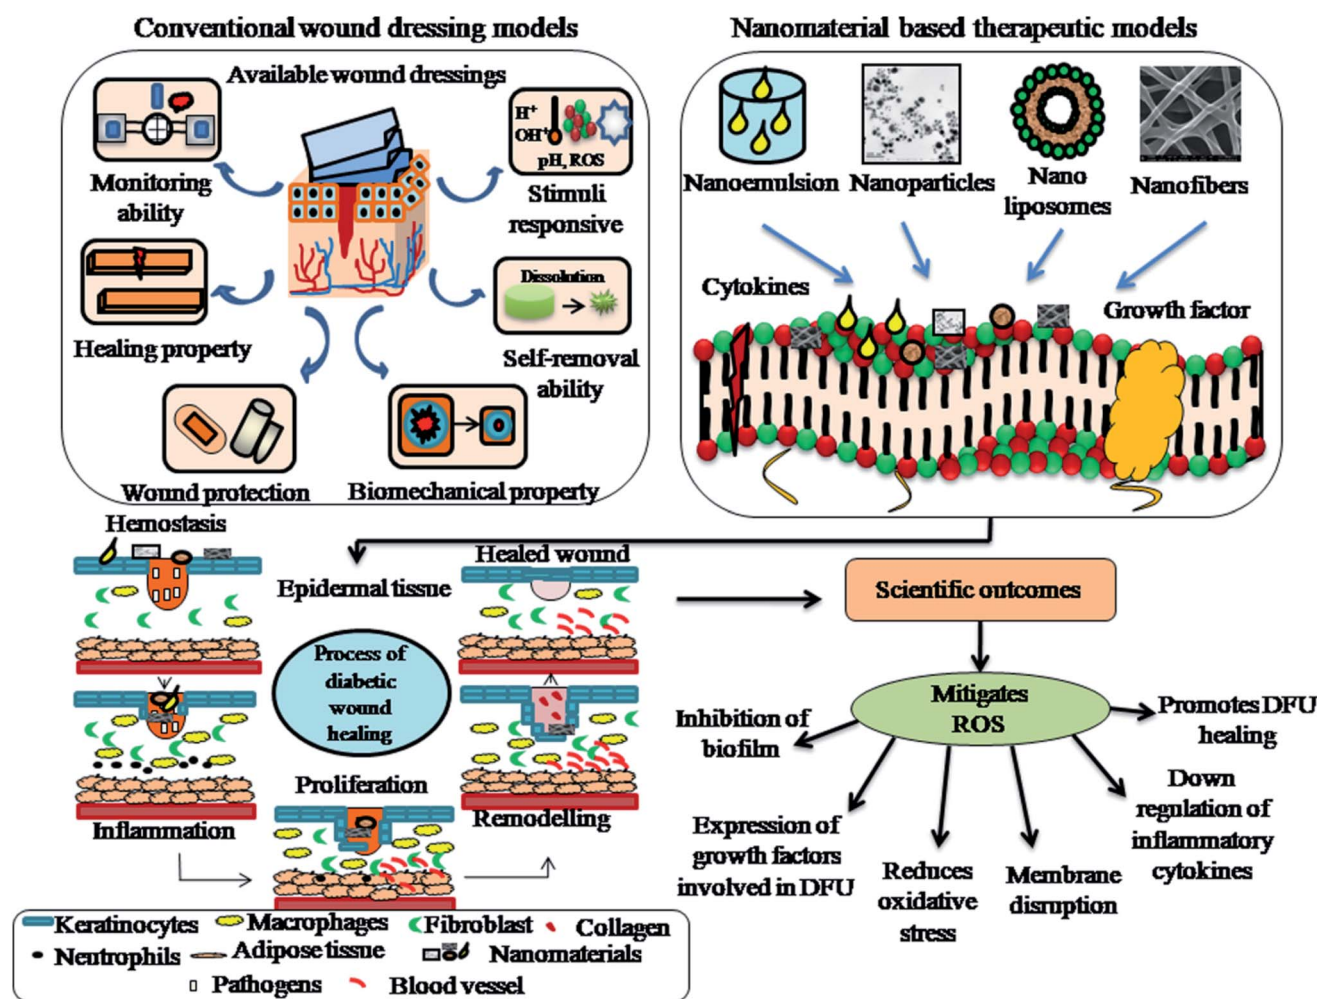 Conventional wound dressing models
Available wound dressings
Monitoring
ability
H⁺
OH⁺
pH, ROS
Stimuli
responsive
Healing property
Dissolution
Self-removal
ability
Wound protection
Biomechanical property
Nanomaterial based therapeutic models
Nanoemulsion
Nanoparticles
Nano
liposomes
Nanofibers
Cytokines
Growth factor
Hemostasis
Epidermal tissue
Healed wound
Process of
diabetic
wound
healing
Inflammation
Proliferation
Remodelling
Scientific outcomes
Mitigates
ROS
Inhibition of
biofilm
Expression of
growth factors
involved in DFU
Reduces
oxidative
stress
Membrane
disruption
Down
regulation of
inflammatory
cytokines
Promotes DFU
healing
Keratinocytes
Macrophages
Fibroblast
Collagen
Neutrophils
Adipose tissue
Nanomaterials
Pathogens
Blood vessel